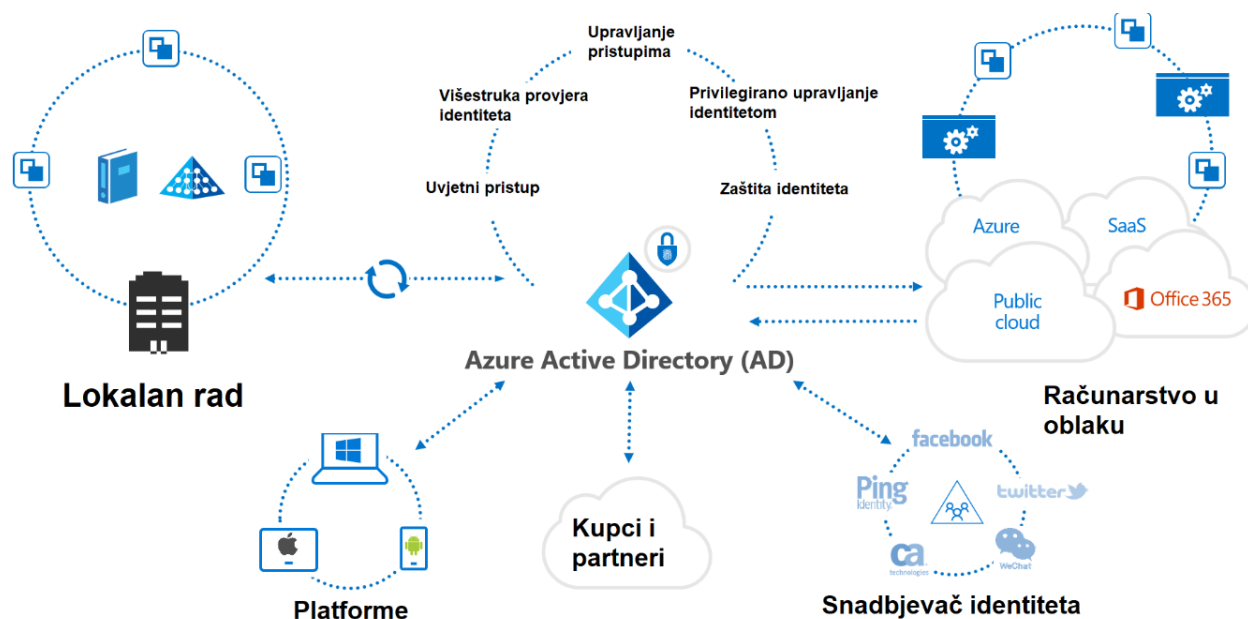 Upravljanje
pristupima
Višestruka provjera
identiteta
Privilegirano upravljanje
identitetom
Uvjetni pristup
Zaštita identiteta
Azure
SaaS
Public
cloud
Office 365
Azure Active Directory (AD)
Lokalan rad
Računarstvo u
oblaku
facebook
Ping
Identity
twitter
ca
technologies
WeChat
Kupci i
partneri
Platforme
Snadbjevač identiteta